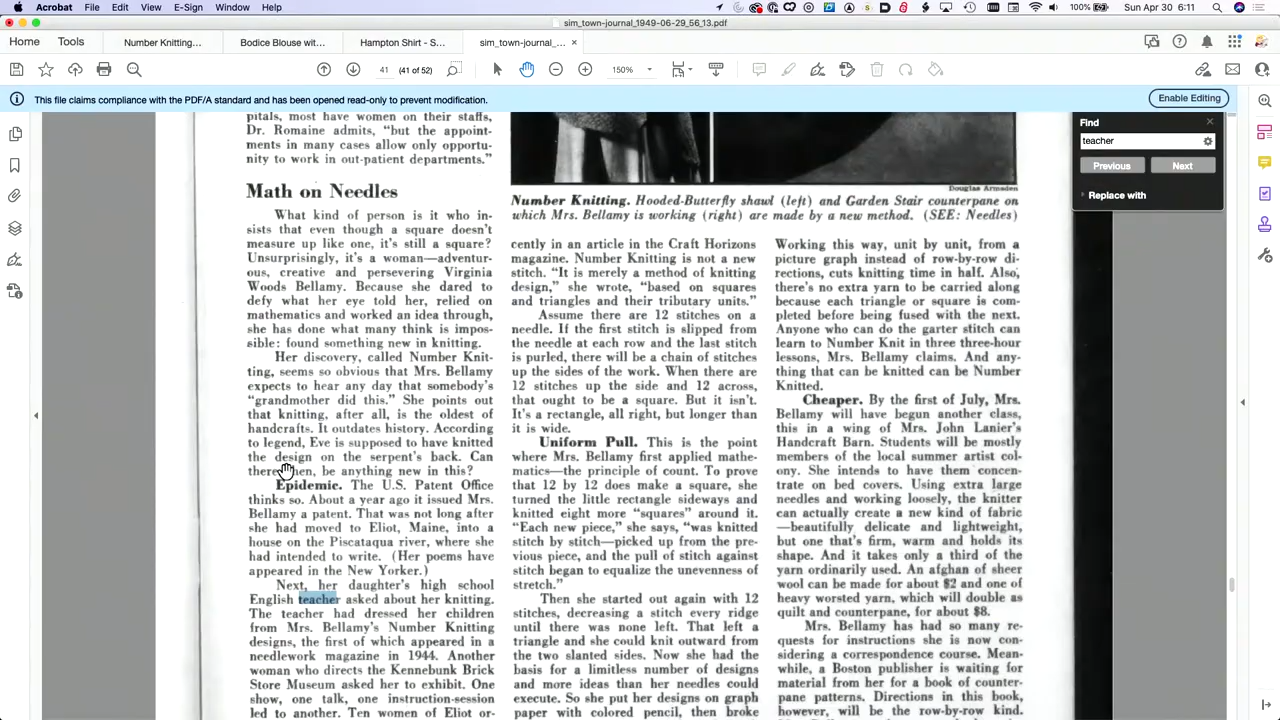 Acrobat File Edit View E-Sign Window Help
100% Sun Apr 30 6:11
sim_town-journal_1949-06-29_56_13.pdf
Home Tools Number Knitting... Bodice Blouse wit... Hampton Shirt - S... sim_town-journal_... ×
41 (41 of 52) 150%
This file claims compliance with the PDF/A standard and has been opened read-only to prevent modification.
Enable Editing
Find
teacher
Previous Next
Replace with
pitals, most have women on their staffs,
Dr. Romaine admits, “but the appoint-
ments in many cases allow only opportu-
nity to work in out-patient departments.”
Math on Needles
What kind of person is it who in-
sists that even though a square doesn’t
measure up like one, it’s still a square?
Unsurprisingly, it’s a woman—adventur-
ous, creative and persevering Virginia
Woods Bellamy. Because she dared to
defy what her eye told her, relied on
mathematics and worked an idea through,
she has done what many think is impos-
sible: found something new in knitting.
Her discovery, called Number Knit-
ting, seems so obvious that Mrs. Bellamy
expects to hear any day that somebody’s
“grandmother did this.” She points out
that knitting, after all, is the oldest of
handcrafts. It outdates history. According
to legend, Eve is supposed to have knitted
the design on the serpent’s back. Can
there then, be anything new in this?
Epidemic. The U.S. Patent Office
thinks so. About a year ago it issued Mrs.
Bellamy a patent. That was not long after
she had moved to Eliot, Maine, into a
house on the Piscataqua river, where she
had intended to write. (Her poems have
appeared in the New Yorker.)
Next, her daughter’s high school
English teacher asked about her knitting.
The teacher had dressed her children
from Mrs. Bellamy’s Number Knitting
designs, the first of which appeared in a
needlework magazine in 1944. Another
woman who directs the Kennebunk Brick
Store Museum asked her to exhibit. One
show, one talk, one instruction-session
led to another. Ten women of Eliot or-
Douglas Armsden
Number Knitting. Hooded-Butterfly shawl (left) and Garden Stair counterpane on
which Mrs. Bellamy is working (right) are made by a new method. (SEE: Needles)
cently in an article in the Craft Horizons
magazine. Number Knitting is not a new
stitch. “It is merely a method of knitting
design,” she wrote, “based on squares
and triangles and their tributary units.”
Assume there are 12 stitches on a
needle. If the first stitch is slipped from
the needle at each row and the last stitch
is purled, there will be a chain of stitches
up the sides of the work. When there are
12 stitches up the side and 12 across,
that ought to be a square. But it isn’t.
It’s a rectangle, all right, but longer than
it is wide.
Uniform Pull. This is the point
where Mrs. Bellamy first applied mathe-
matics—the principle of count. To prove
that 12 by 12 does make a square, she
turned the little rectangle sideways and
knitted eight more “squares” around it.
“Each new piece,” she says, “was knitted
stitch by stitch—picked up from the pre-
vious piece, and the pull of stitch against
stitch began to equalize the unevenness of
stretch.”
Then she started out again with 12
stitches, decreasing a stitch every ridge
until there was none left. That left a
triangle and she could knit outward from
the two slanted sides. Now she had the
basis for a limitless number of designs
and more ideas than her needles could
execute. So she put her designs on graph
paper with colored pencil, then broke
Working this way, unit by unit, from a
picture graph instead of row-by-row di-
rections, cuts knitting time in half. Also,
there’s no extra yarn to be carried along
because each triangle or square is com-
pleted before being fused with the next.
Anyone who can do the garter stitch can
learn to Number Knit in three three-hour
lessons, Mrs. Bellamy claims. And any-
thing that can be knitted can be Number
Knitted.
Cheaper. By the first of July, Mrs.
Bellamy will have begun another class,
this in a wing of Mrs. John Lanier’s
Handcraft Barn. Students will be mostly
members of the local summer artist col-
ony. She intends to have them concen-
trate on bed covers. Using extra large
needles and working loosely, the knitter
can actually create a new kind of fabric
—beautifully delicate and lightweight,
but one that’s firm, warm and holds its
shape. And it takes only a third of the
yarn ordinarily used. An afghan of sheer
wool can be made for about $2 and one of
heavy worsted yarn, which will double as
quilt and counterpane, for about $8.
Mrs. Bellamy has had so many re-
quests for instructions she is now con-
sidering a correspondence course. Mean-
while, a Boston publisher is waiting for
material from her for a book of counter-
pane patterns. Directions in this book,
however, will be the row-by-row kind.